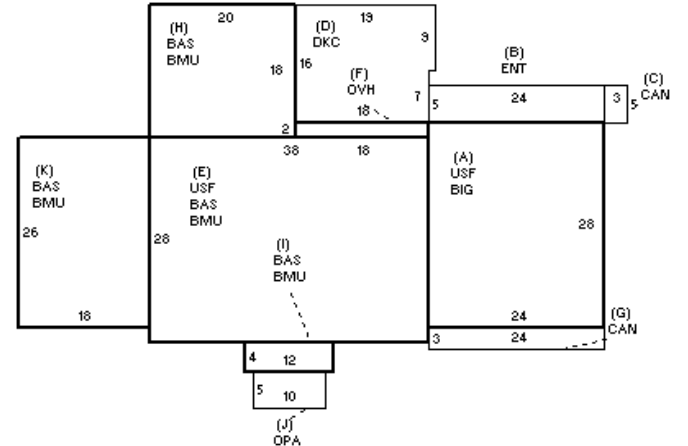 20
(H)
BAS
BMU
18
2
(D)
DKC
19
9
16
(F)
OVH
18
7
(B)
ENT
5
24
3
5
(C)
CAN
(K)
BAS
BMU
26
18
(E)
USF
BAS
BMU
38
18
28
(I)
BAS
BMU
(A)
USF
BIG
28
24
(G)
CAN
3
24
4
12
5
10
(J)
OPA